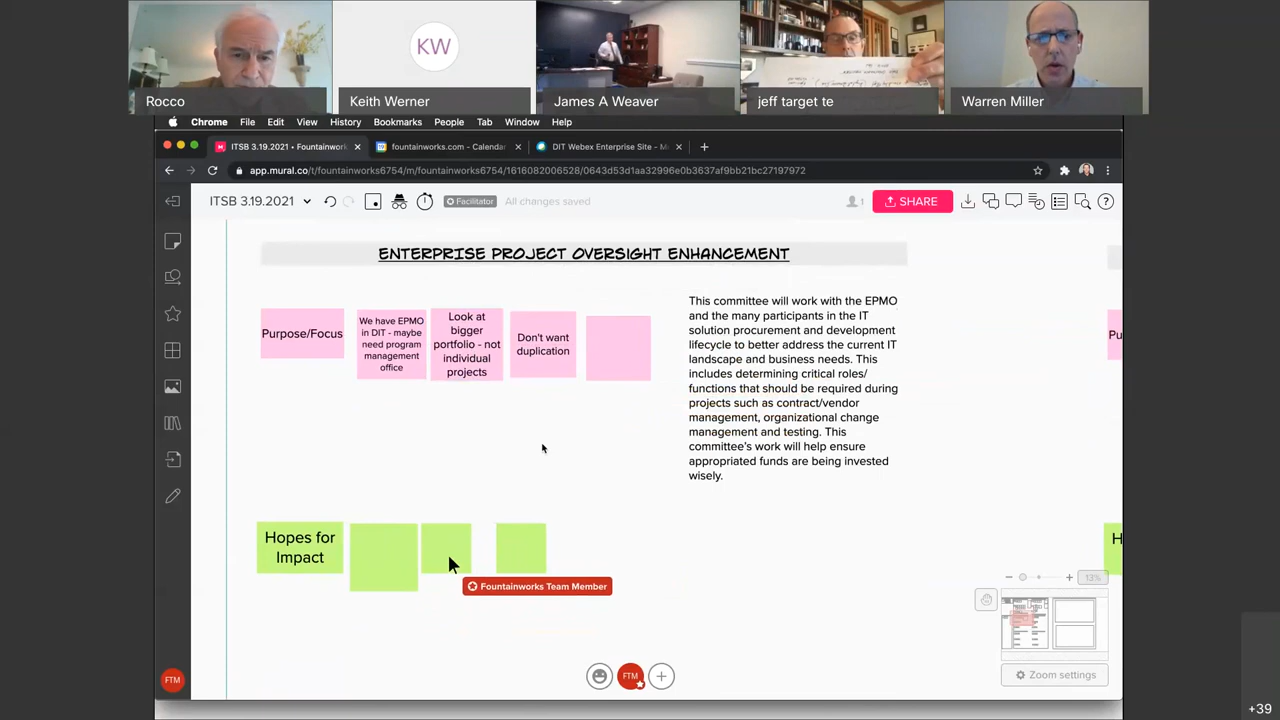 KW
Rocco
Keith Werner
James A Weaver
jeff target te
Warren Miller
Chrome File Edit View History Bookmarks People Tab Window Help
ITSB 3.19.2021 • Fountainwork
fountainworks.com - Calenda
DIT Webex Enterprise Site - M
app.mural.co/t/fountainworks6754/m/fountainworks6754/1616082006528/0643d53d1aa32996e0b3637af9bb21bc27197972
ITSB 3.19.2021
Facilitator
All changes saved
1
SHARE
ENTERPRISE PROJECT OVERSIGHT ENHANCEMENT
Purpose/Focus
We have EPMO
in DIT - maybe
need program
management
office
Look at
bigger
portfolio - not
individual
projects
Don't want
duplication
This committee will work with the EPMO
and the many participants in the IT
solution procurement and development
lifecycle to better address the current IT
landscape and business needs. This
includes determining critical roles/
functions that should be required during
projects such as contract/vendor
management, organizational change
management and testing. This
committee's work will help ensure
appropriated funds are being invested
wisely.
Pu
Hopes for
Impact
H
Fountainworks Team Member
13%
Zoom settings
FTM
FTM
+39